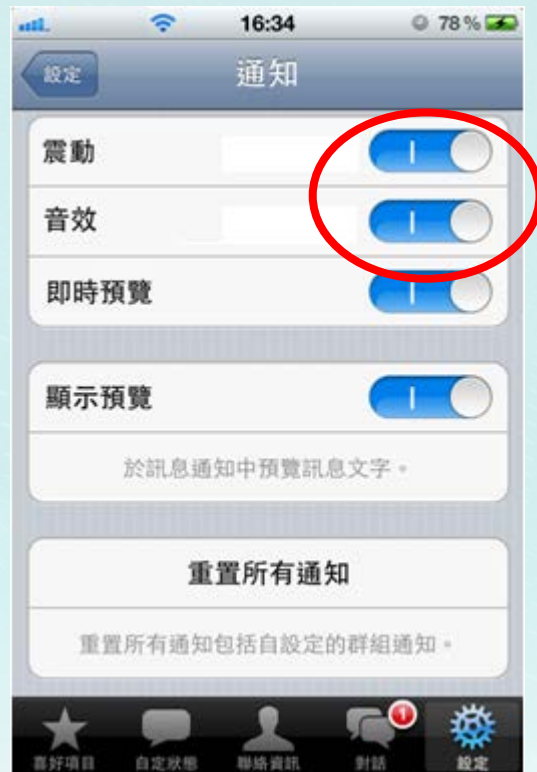 16:34
78%
設定
通知
震動
音效
即時預覽
顯示預覽
於訊息通知中預覽訊息文字。
重置所有通知
重置所有通知包括自設定的群組通知。
1
喜好項目
自定狀態
聯絡資訊
對話
設定